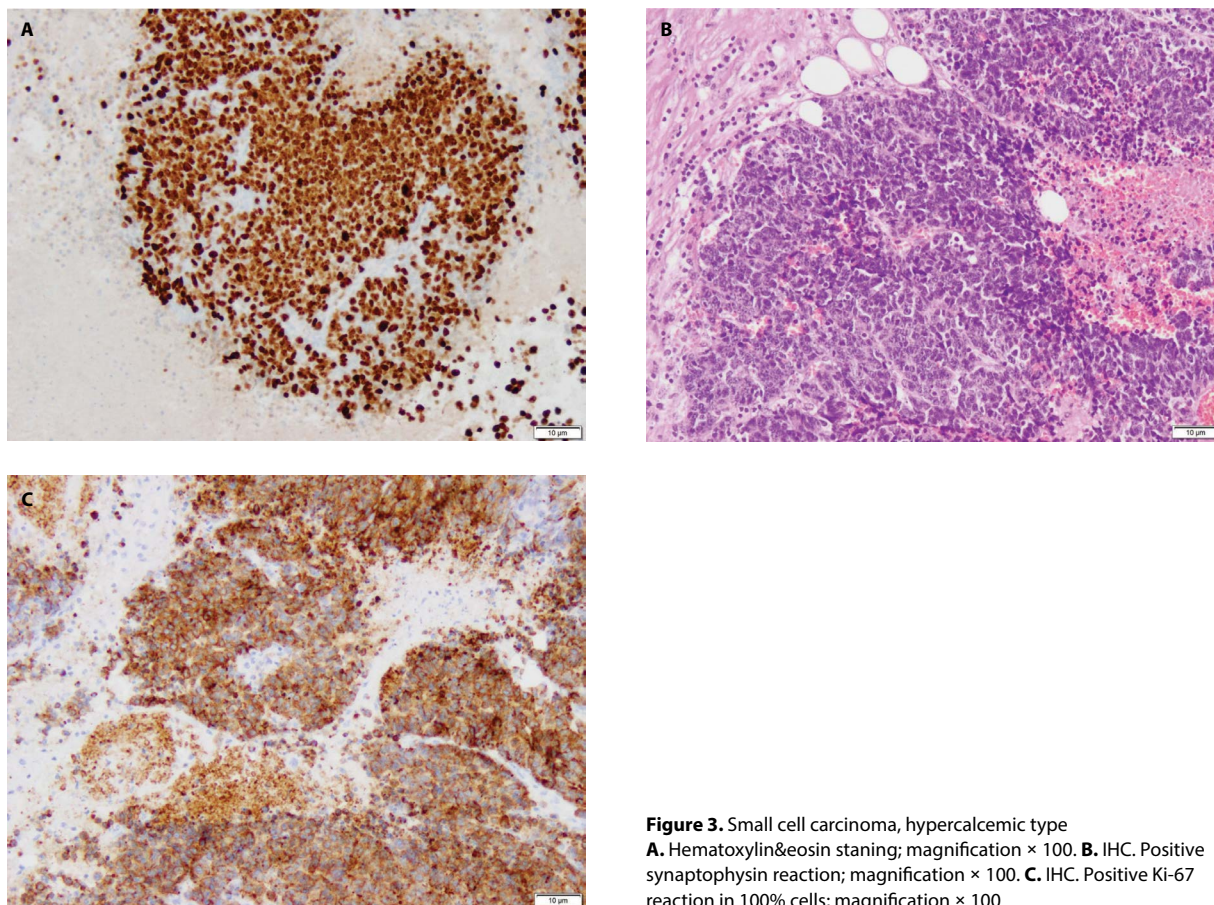 A
B
10 µm
10 µm
C
10 µm
Figure 3. Small cell carcinoma, hypercalcemic type
A. Hematoxylin&eosin staning; magnification × 100. B. IHC. Positive
synaptophysin reaction; magnification × 100. C. IHC. Positive Ki-67
reaction in 100% cells; magnification × 100